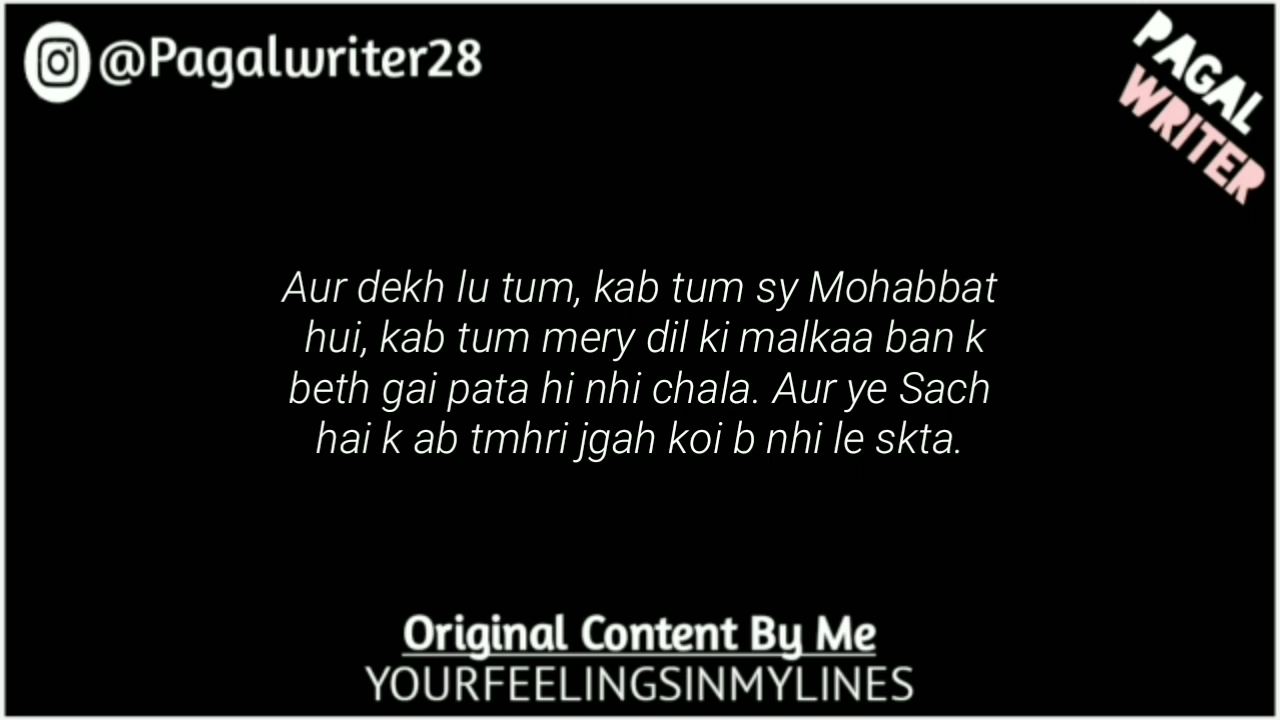 @Pagalwriter28
PAGAL
WRITER
Aur dekh lu tum, kab tum sy Mohabbat
hui, kab tum mery dil ki malkaa ban k
beth gai pata hi nhi chala. Aur ye Sach
hai k ab tmhri jgah koi b nhi le skta.
Original Content By Me
YOURFEELINGSINMYLINES